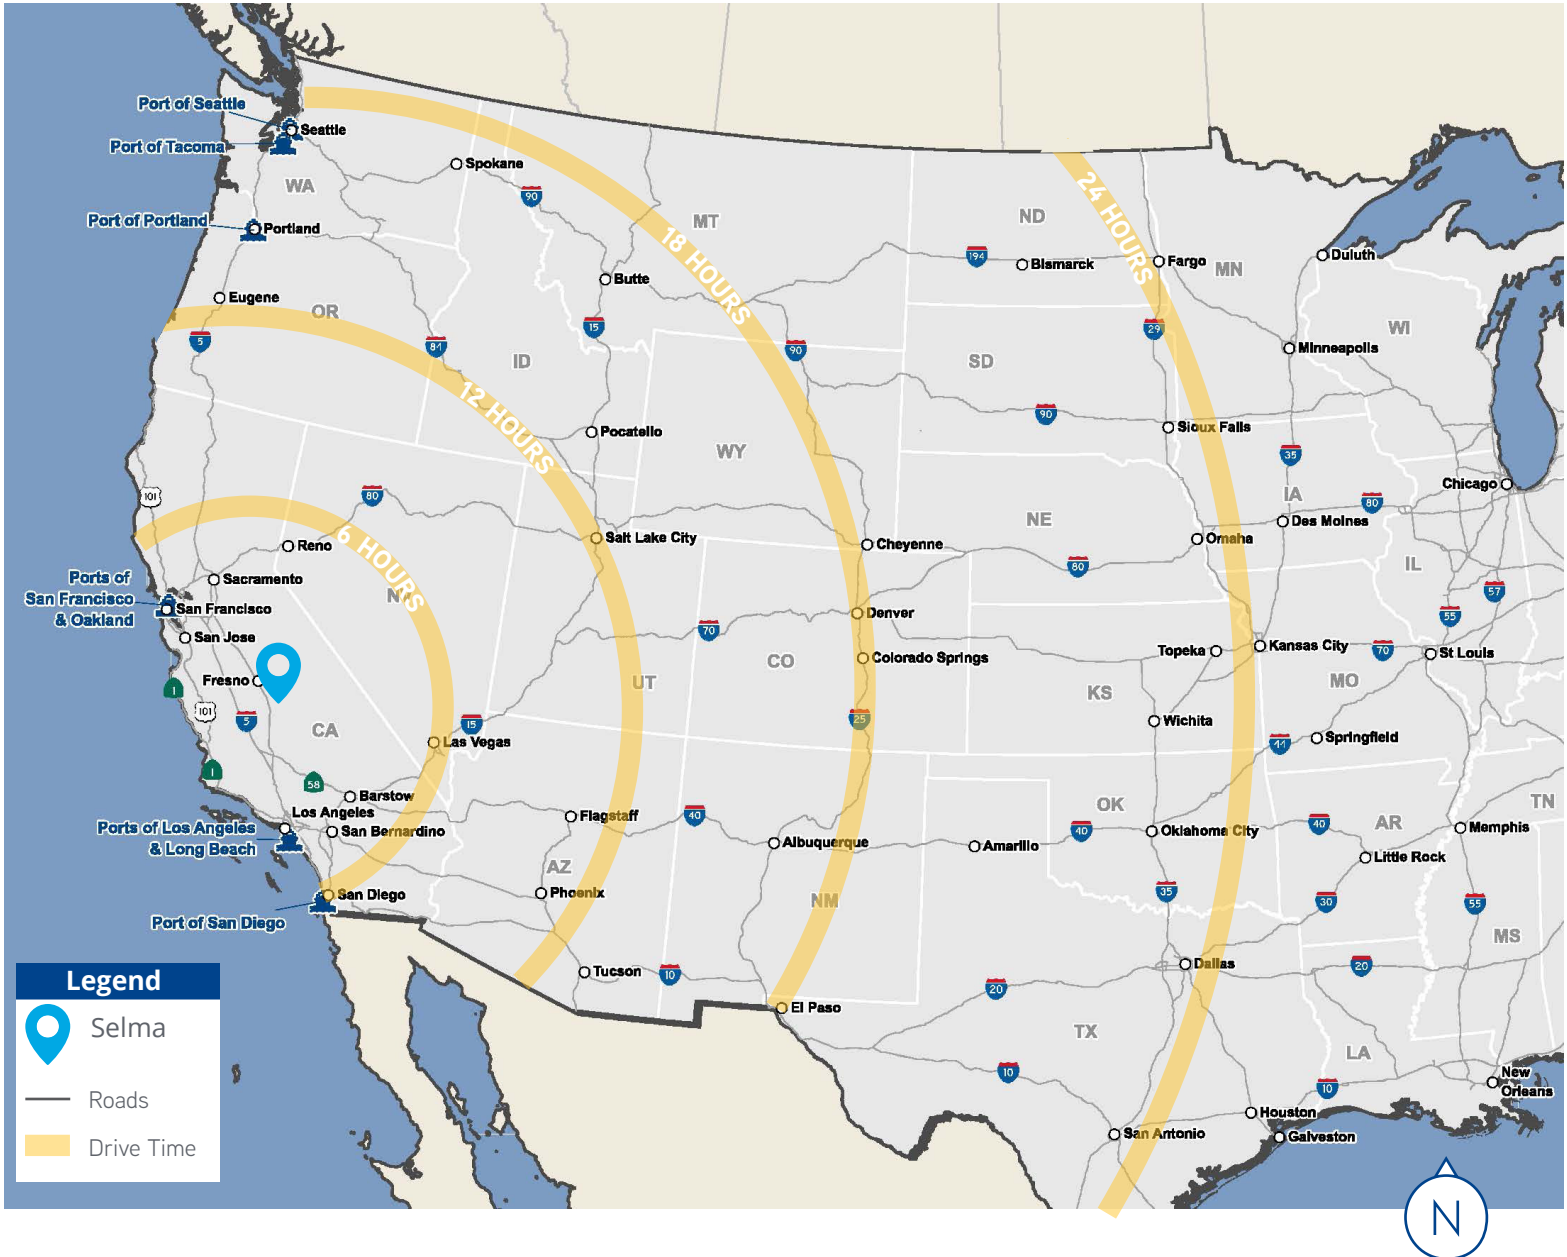 Port of Seattle
Seattle
Port of Tacoma
Spokane
90
WA
MT
ND
24 HOURS
Port of Portland
Portland
18 HOURS
194
Bismarck
Fargo
MN
Duluth
Butte
Eugene
OR
5
84
15
ID
90
SD
29
WI
Minneapolis
12 HOURS
90
Pocatello
WY
Sioux Falls
35
101
80
Chicago
IA
80
NE
Des Moines
6 HOURS
Reno
Salt Lake City
Cheyenne
Omaha
80
IL
57
55
Ports of
San Francisco
& Oakland
Sacramento
San Francisco
NV
Denver
San Jose
70
CO
Colorado Springs
Topeka
Kansas City
70
St Louis
Fresno
UT
KS
MO
1
101
5
CA
15
25
Wichita
Las Vegas
44
Springfield
1
58
Barstow
Los Angeles
Ports of Los Angeles
& Long Beach
San Bernardino
Flagstaff
40
OK
40
Oklahoma City
40
AR
TN
Memphis
Albuquerque
Amarillo
Little Rock
AZ
San Diego
Phoenix
NM
35
30
55
Port of San Diego
MS
Tucson
10
Dallas
20
20
El Paso
TX
LA
10
10
New
Orleans
Houston
San Antonio
Galveston
Legend
Selma
Roads
Drive Time
N